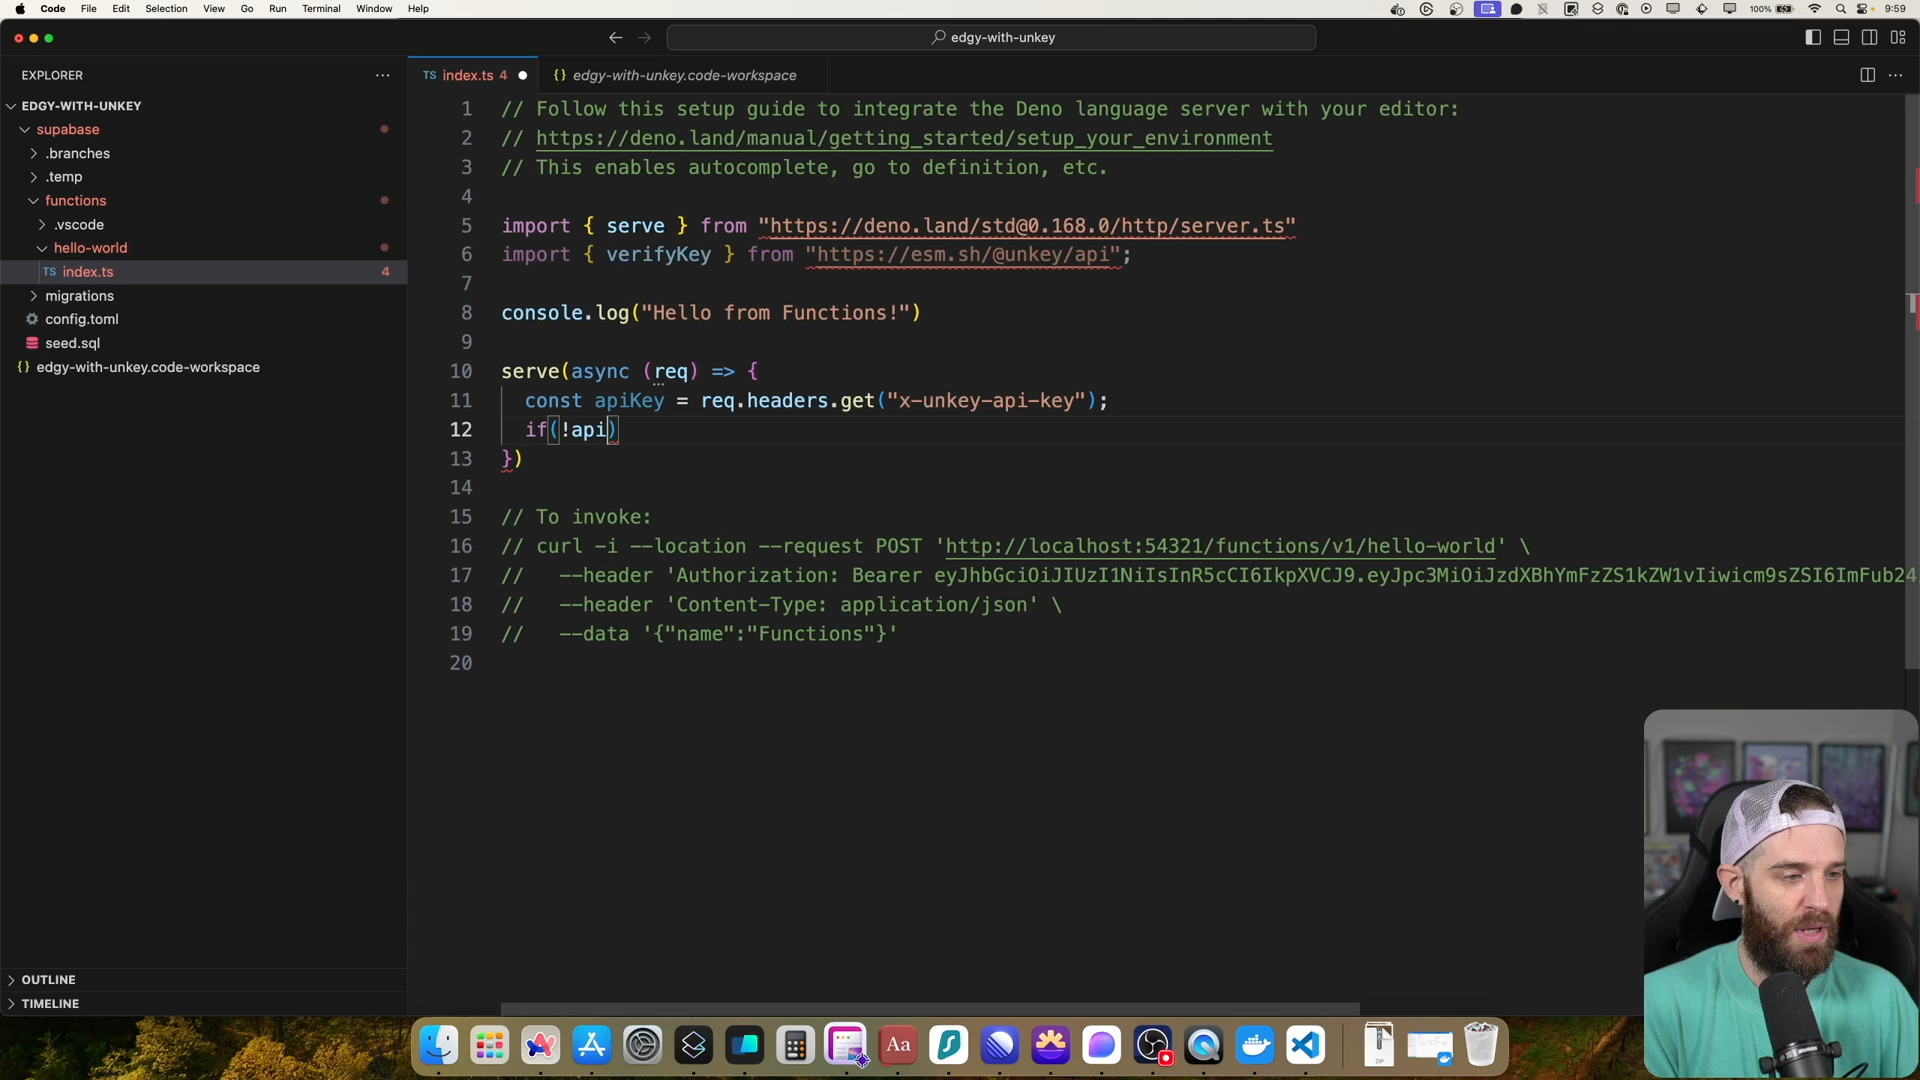 Code File Edit Selection View Go Run Terminal Window Help
100% 9:59
edgy-with-unkey
EXPLORER
TS index.ts 4
{} edgy-with-unkey.code-workspace
EDGY-WITH-UNKEY
supabase
.branches
.temp
functions
.vscode
hello-world
TS index.ts 4
migrations
config.toml
seed.sql
{} edgy-with-unkey.code-workspace
1 // Follow this setup guide to integrate the Deno language server with your editor:
2 // https://deno.land/manual/getting_started/setup_your_environment
3 // This enables autocomplete, go to definition, etc.
4
5 import { serve } from "https://deno.land/std@0.168.0/http/server.ts"
6 import { verifyKey } from "https://esm.sh/@unkey/api";
7
8 console.log("Hello from Functions!")
9
10 serve(async (req) => {
11 const apiKey = req.headers.get("x-unkey-api-key");
12 if(!api)
13 })
14
15 // To invoke:
16 // curl -i --location --request POST 'http://localhost:54321/functions/v1/hello-world' \
17 // --header 'Authorization: Bearer eyJhbGciOiJIUzI1NiIsInR5cCI6IkpXVCJ9.eyJpc3MiOiJzdXBhYmFzZS1kZW1vIiwicm9sZSI6ImFub24
18 // --header 'Content-Type: application/json' \
19 // --data '{"name":"Functions"}'
20
OUTLINE
TIMELINE
Aa
ZIP